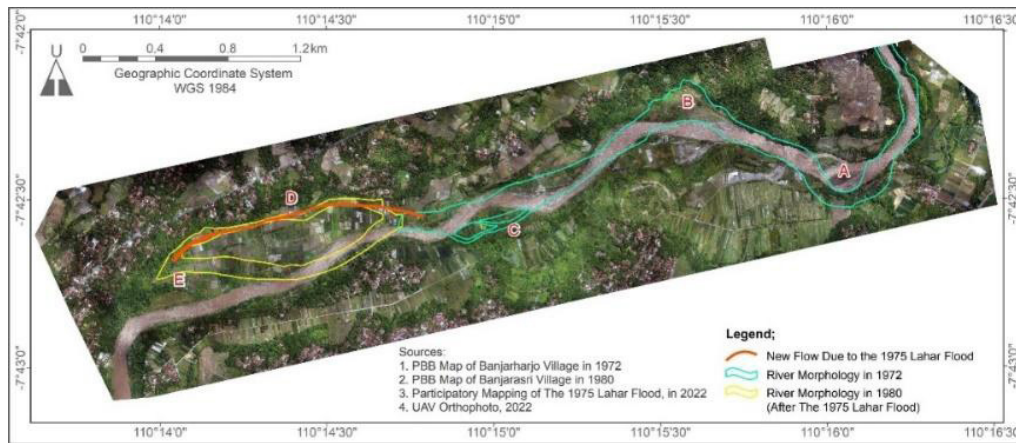 110°14'0"E 110°14'30"E 110°15'0"E 110°15'30"E 110°16'0"E 110°16'30"E
-7°42'0"
U
0 0.4 0.8 1.2km
Geographic Coordinate System
WGS 1984
B
A
-7°42'30" -7°42'30"
D
C
E
Sources:
1. PBB Map of Banjarharjo Village in 1972
2. PBB Map of Banjarasri Village in 1980
3. Participatory Mapping of The 1975 Lahar Flood, in 2022
4. UAV Orthophoto, 2022
Legend;
New Flow Due to the 1975 Lahar Flood
River Morphology in 1972
River Morphology in 1980
(After The 1975 Lahar Flood)
-7°43'0" -7°43'0"
110°14'0"E 110°14'30"E 110°15'0"E 110°15'30"E 110°16'0"E 110°16'30"E